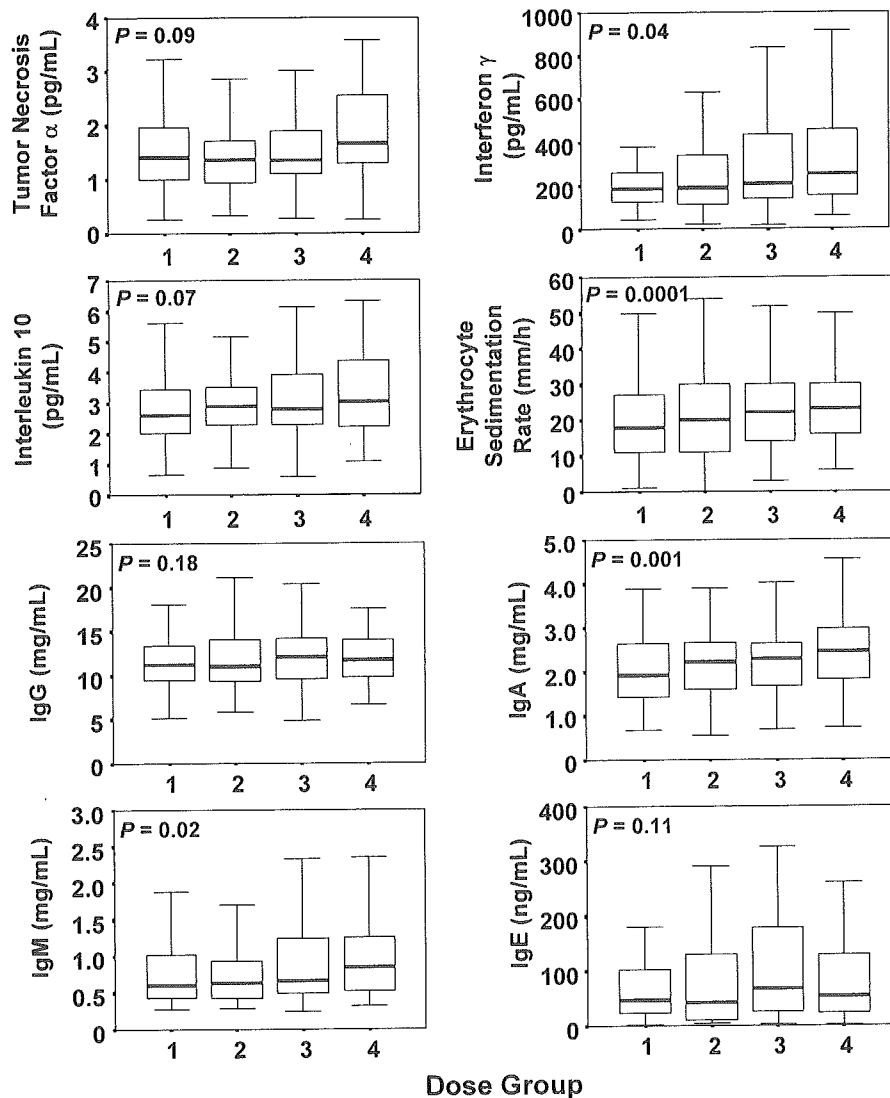 Tumor Necrosis
Factor α (pg/mL)
4
3
2
1
0
P = 0.09
1 2 3 4
Interferon γ
(pg/mL)
1000
800
600
400
200
0
P = 0.04
1 2 3 4
Interleukin 10
(pg/mL)
7
6
5
4
3
2
1
0
P = 0.07
1 2 3 4
Erythrocyte
Sedimentation
Rate (mm/h)
60
50
40
30
20
10
0
P = 0.0001
1 2 3 4
IgG (mg/mL)
25
20
15
10
5
0
P = 0.18
1 2 3 4
IgA (mg/mL)
5.0
4.0
3.0
2.0
1.0
0
P = 0.001
1 2 3 4
IgM (mg/mL)
3.0
2.5
2.0
1.5
1.0
0.5
0
P = 0.02
1 2 3 4
IgE (ng/mL)
400
300
200
100
0
P = 0.11
1 2 3 4
Dose Group